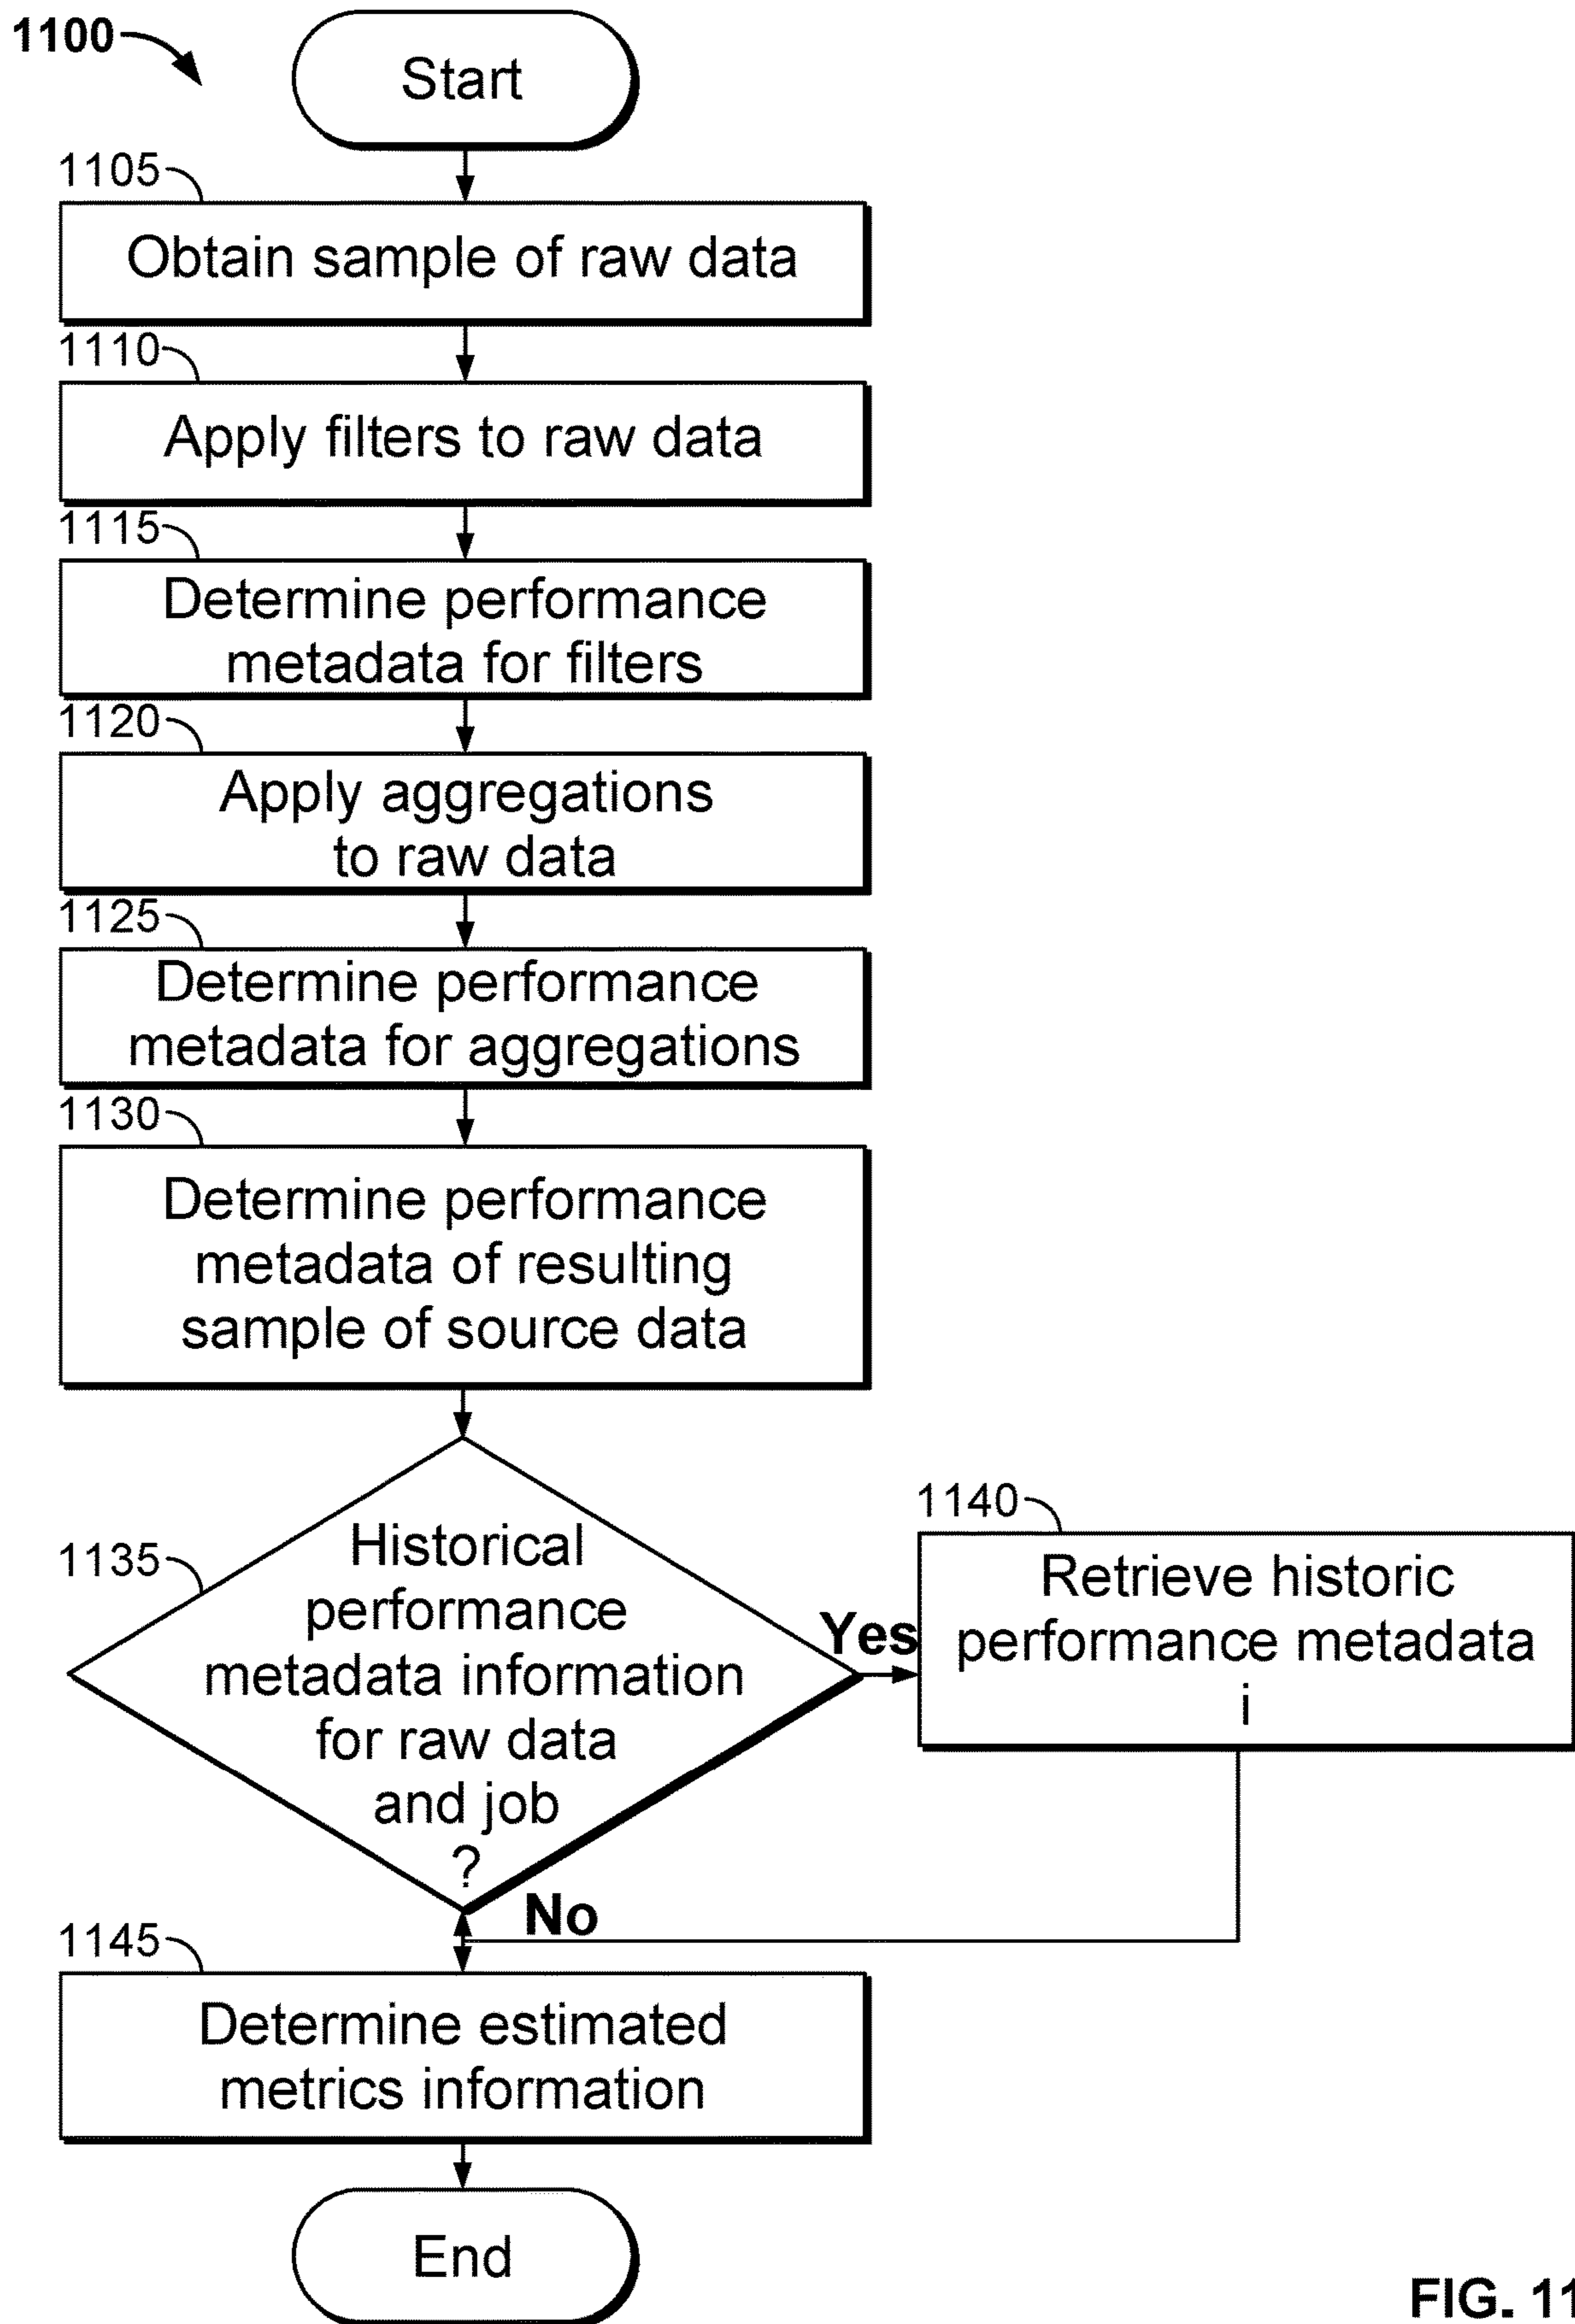 1100
Start
1105
Obtain sample of raw data
1110
Apply filters to raw data
1115
Determine performance
metadata for filters
1120
Apply aggregations
to raw data
1125
Determine performance
metadata for aggregations
1130
Determine performance
metadata of resulting
sample of source data
1135
Historical
performance
metadata information
for raw data
and job
?
Yes
1140
Retrieve historic
performance metadata
i
No
1145
Determine estimated
metrics information
End
FIG. 11